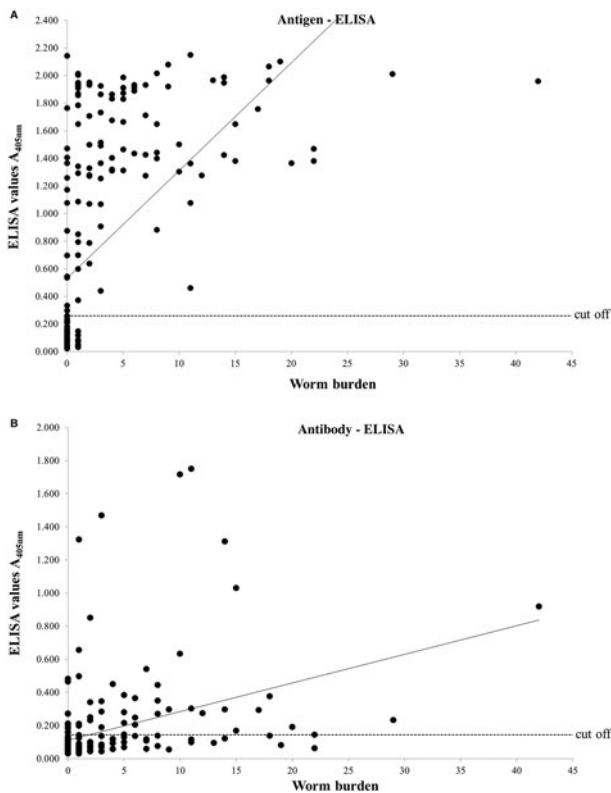 A
Antigen - ELISA
ELISA values A405nm
2.400
2.200
2.000
1.800
1.600
1.400
1.200
1.000
0.800
0.600
0.400
0.200
0.000
cut off
0 5 10 15 20 25 30 35 40 45
Worm burden
B
Antibody - ELISA
ELISA values A405nm
2.000
1.800
1.600
1.400
1.200
1.000
0.800
0.600
0.400
0.200
0.000
cut off
0 5 10 15 20 25 30 35 40 45
Worm burden